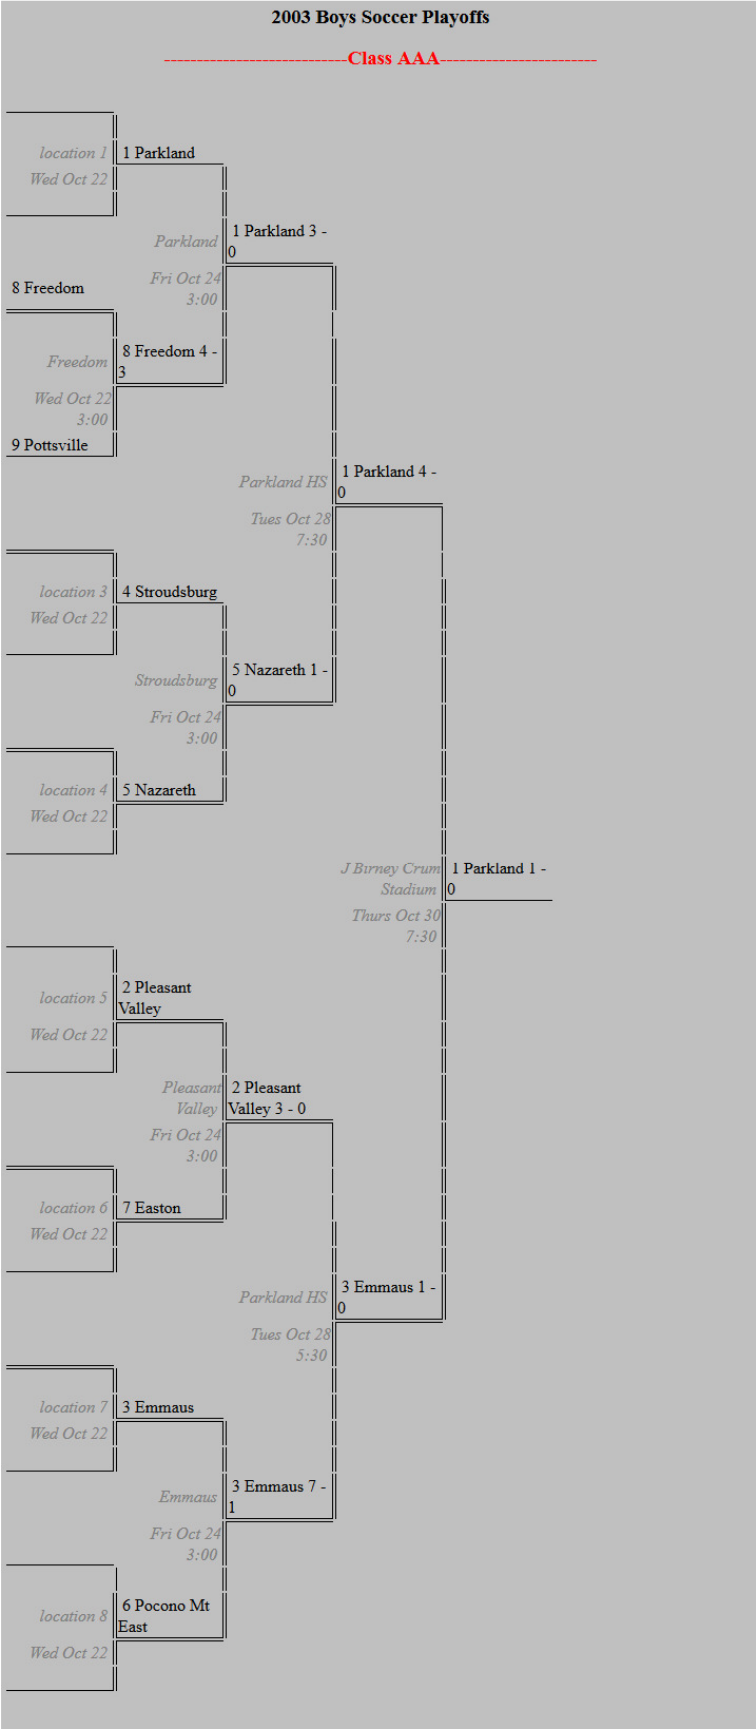 2003 Boys Soccer Playoffs
----------------------------Class AAA------------------------
location 1
1 Parkland
Wed Oct 22
Parkland
1 Parkland 3 -
0
Fri Oct 24
3:00
8 Freedom
Freedom
8 Freedom 4 -
3
Wed Oct 22
3:00
9 Pottsville
Parkland HS
1 Parkland 4 -
0
Tues Oct 28
7:30
location 3
4 Stroudsburg
Wed Oct 22
Stroudsburg
5 Nazareth 1 -
0
Fri Oct 24
3:00
location 4
5 Nazareth
Wed Oct 22
J Birney Crum
Stadium
1 Parkland 1 -
0
Thurs Oct 30
7:30
location 5
2 Pleasant
Valley
Wed Oct 22
Pleasant
Valley
2 Pleasant
Valley 3 - 0
Fri Oct 24
3:00
location 6
7 Easton
Wed Oct 22
Parkland HS
3 Emmaus 1 -
0
Tues Oct 28
5:30
location 7
3 Emmaus
Wed Oct 22
Emmaus
3 Emmaus 7 -
1
Fri Oct 24
3:00
location 8
6 Pocono Mt
East
Wed Oct 22